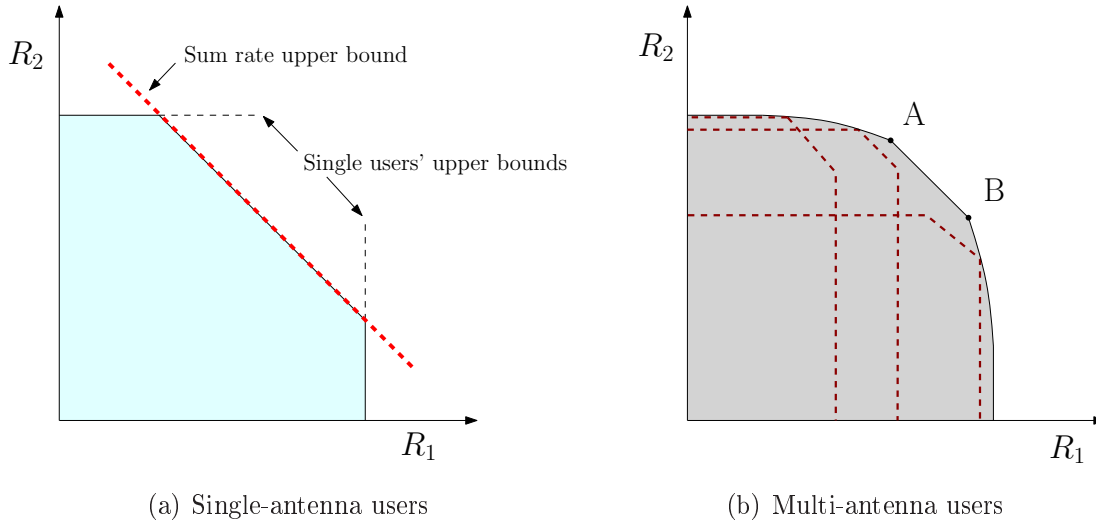 R₂
Sum rate upper bound
Single users' upper bounds
R₁
(a) Single-antenna users
R₂
A
B
R₁
(b) Multi-antenna users